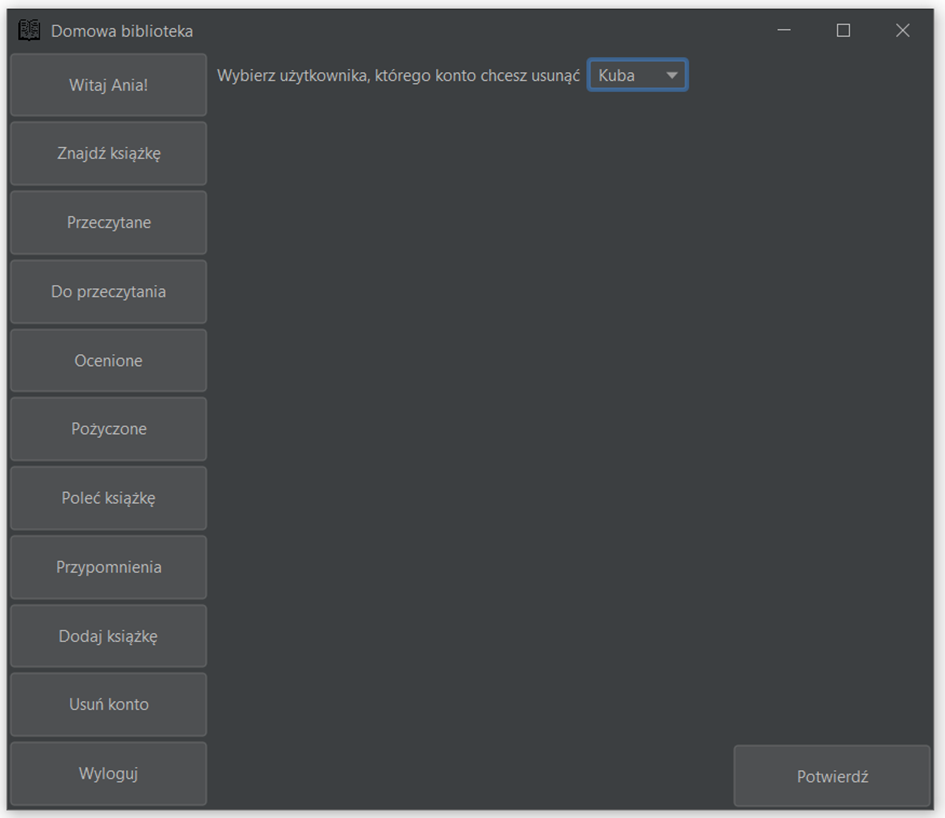 Domowa biblioteka
Witaj Ania!
Znajdź książkę
Przeczytane
Do przeczytania
Ocenione
Pożyczone
Poleć książkę
Przypomnienia
Dodaj książkę
Usuń konto
Wyloguj
Wybierz użytkownika, którego konto chcesz usunąć Kuba
Potwierdź